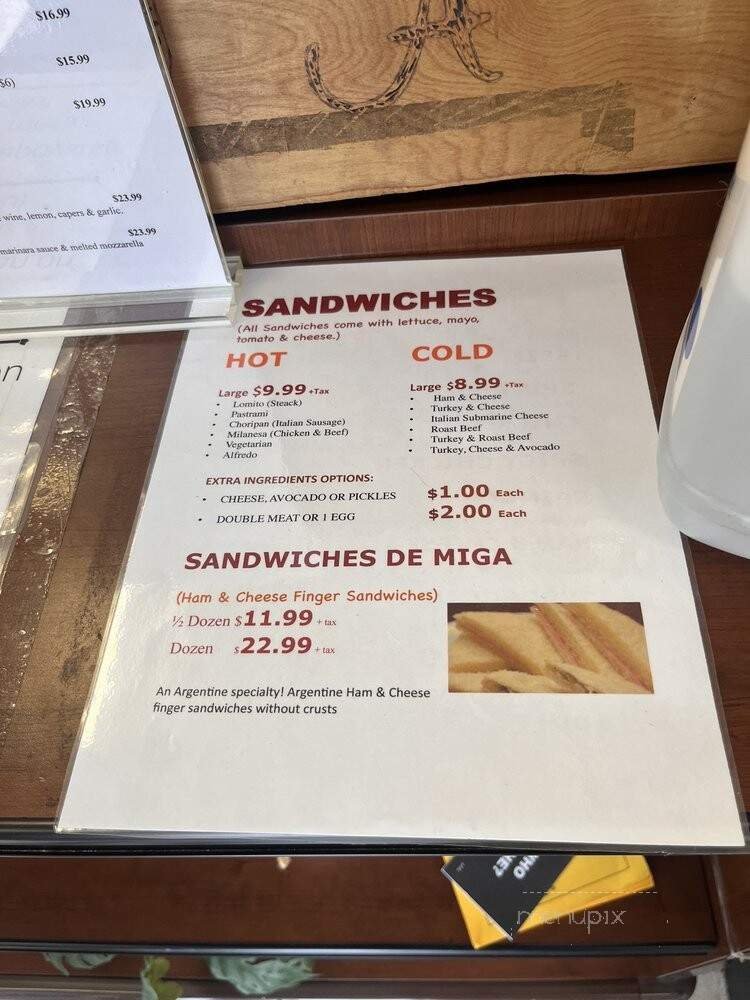 $16.99
$15.99
$6)
$19.99
$23.99
wine, lemon, capers & garlic.
$23.99
marinara sauce & melted mozzarella
on
SANDWICHES
(All Sandwiches come with lettuce, mayo,
tomato & cheese.)
HOT
Large $9.99 +Tax
• Lomito (Steack)
• Pastrami
• Choripan (Italian Sausage)
• Milanesa (Chicken & Beef)
• Vegetarian
• Alfredo
COLD
Large $8.99 +Tax
• Ham & Cheese
• Turkey & Cheese
• Italian Submarine Cheese
• Roast Beef
• Turkey & Roast Beef
• Turkey, Cheese & Avocado
EXTRA INGREDIENTS OPTIONS:
• CHEESE, AVOCADO OR PICKLES $1.00 Each
• DOUBLE MEAT OR 1 EGG $2.00 Each
SANDWICHES DE MIGA
(Ham & Cheese Finger Sandwiches)
½ Dozen $11.99 + tax
Dozen $22.99 + tax
An Argentine specialty! Argentine Ham & Cheese
finger sandwiches without crusts
WHO
menupix